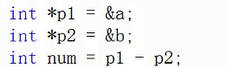 int *p1 = &a;
int *p2 = &b;
int num = p1 - p2;